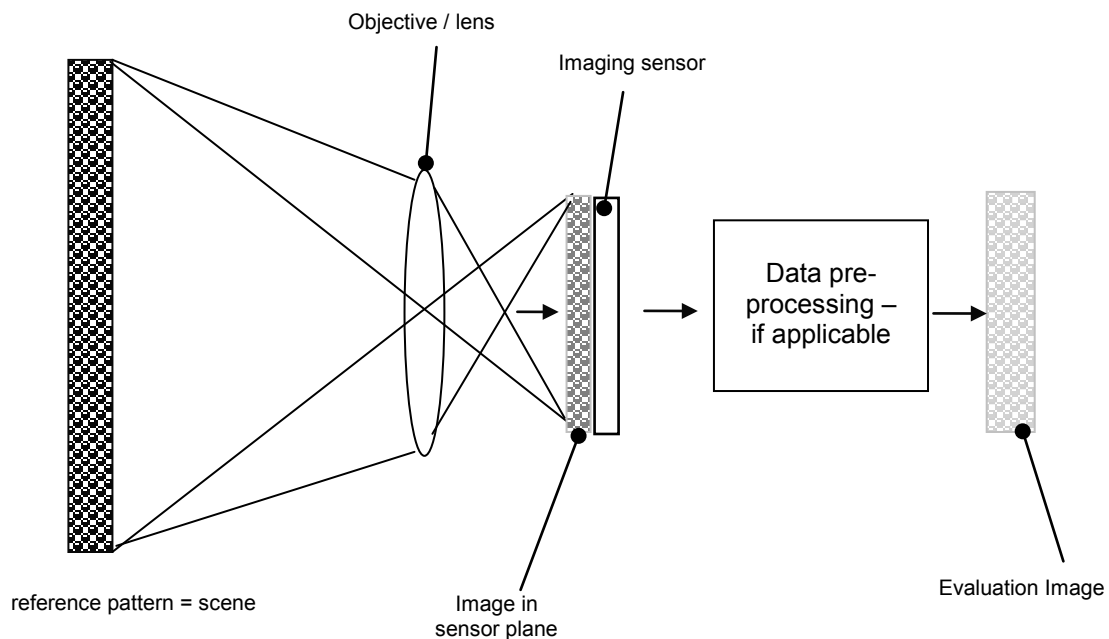 Objective / lens
Imaging sensor
Data pre-
processing –
if applicable
reference pattern = scene
Image in
sensor plane
Evaluation Image